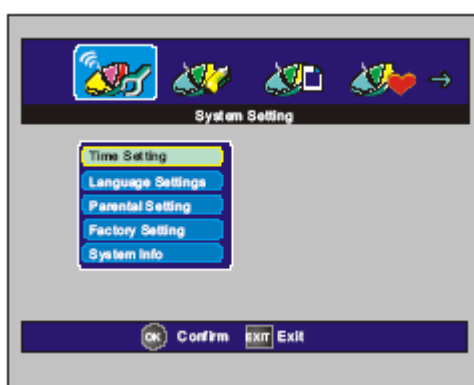 System Setting
Time Setting
Language Settings
Parental Setting
Factory Setting
System Info
OK Confirm EXIT Exit